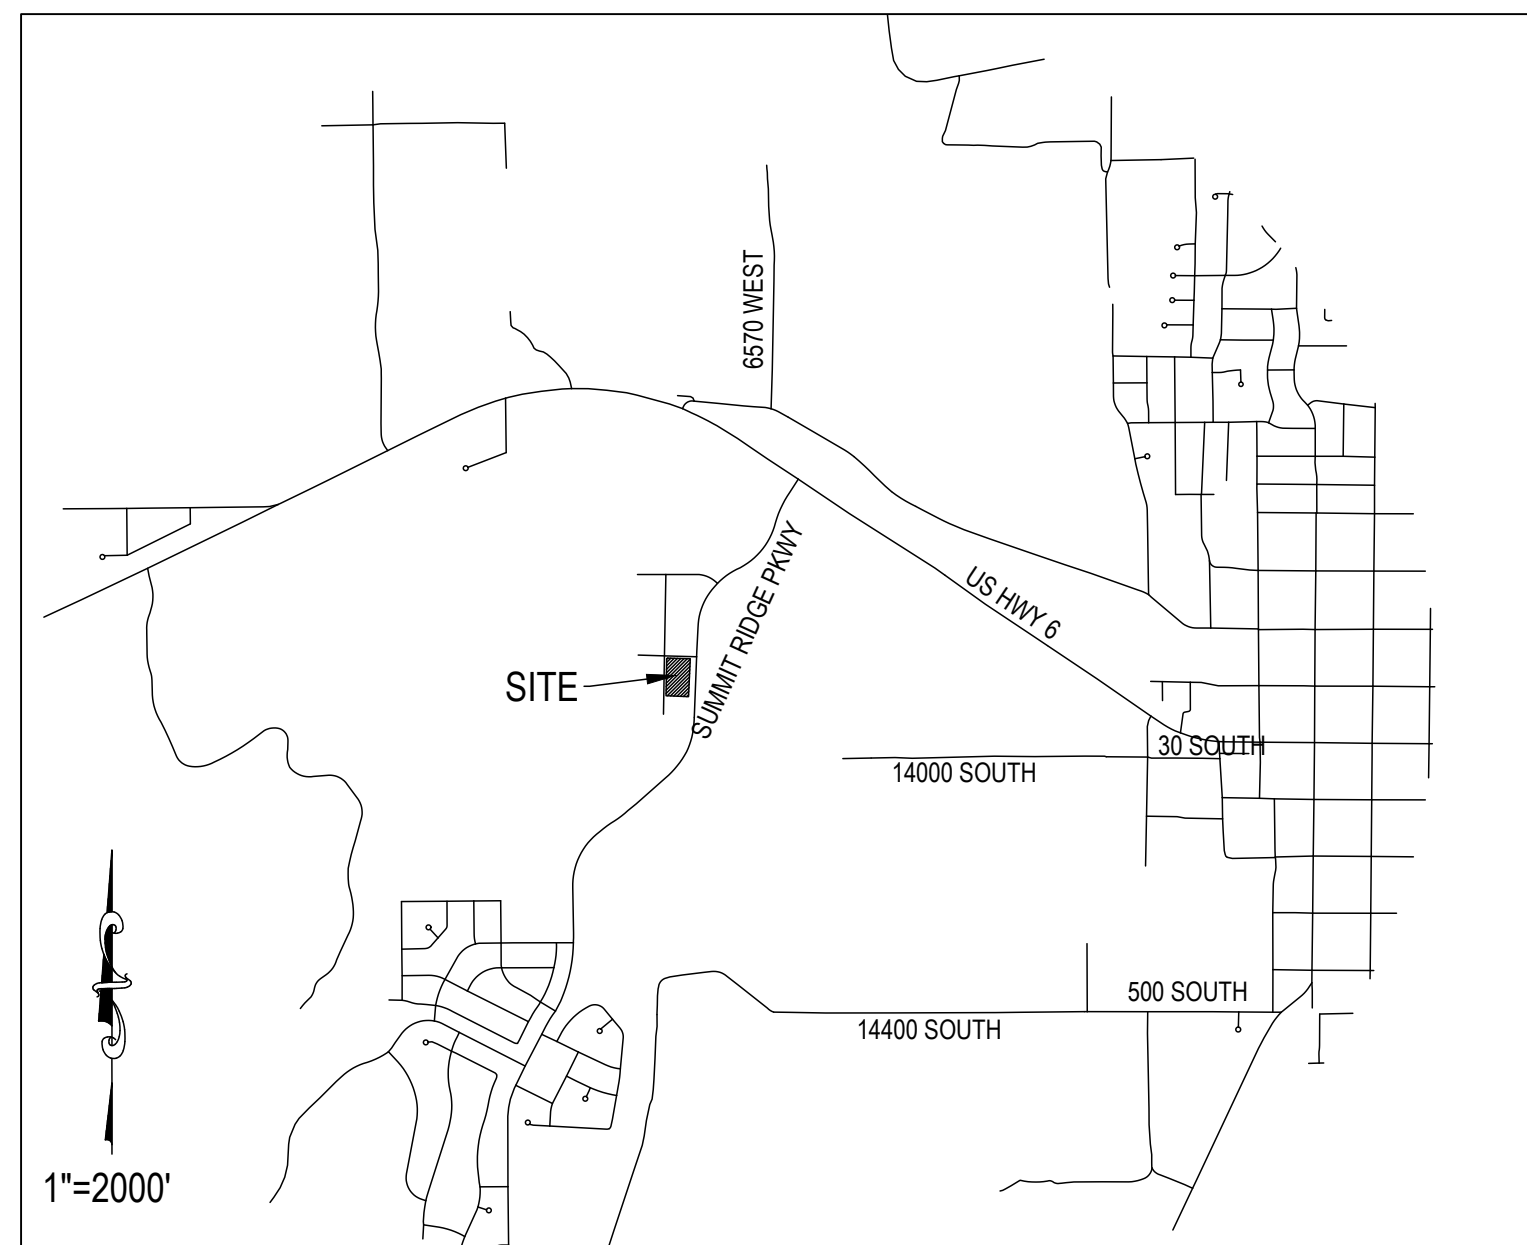 6570 WEST
SUMMIT RIDGE PKWY
US HWY 6
SITE
30 SOUTH
14000 SOUTH
500 SOUTH
14400 SOUTH
1"=2000'